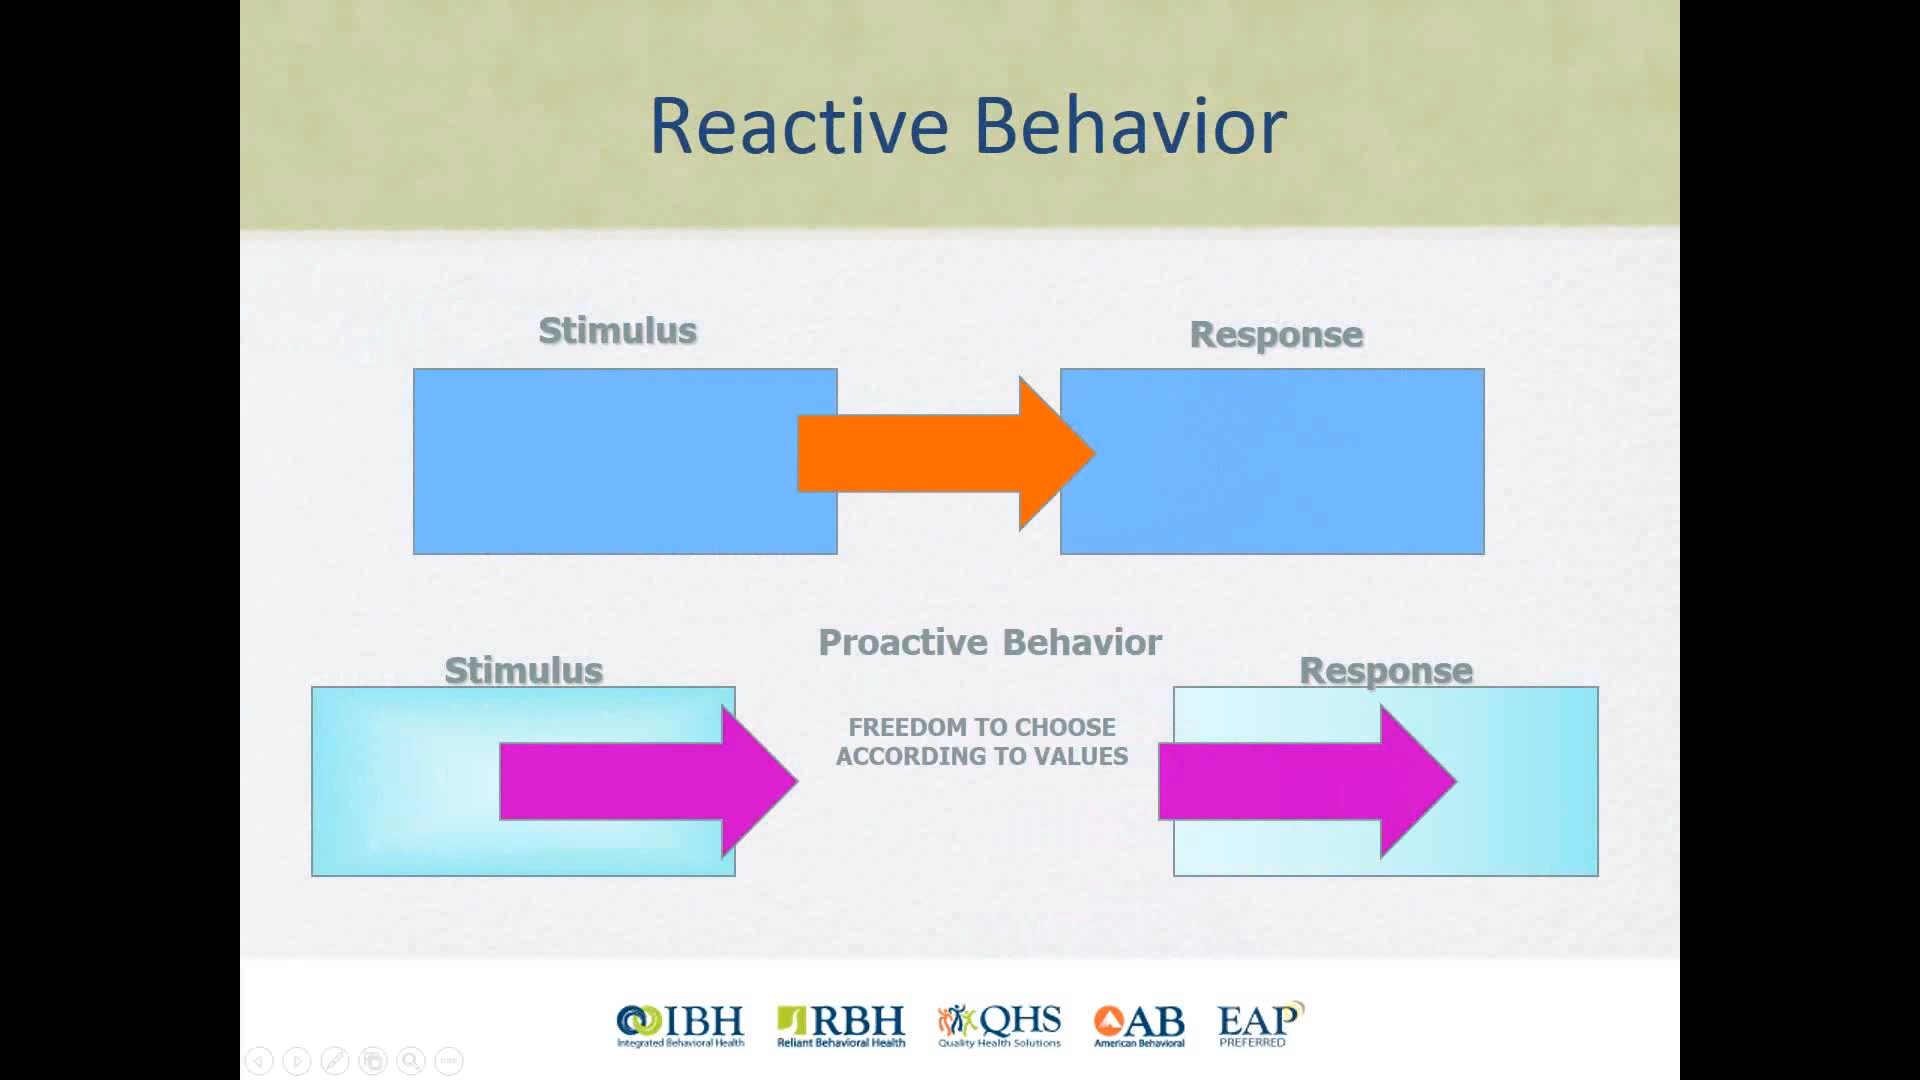 Reactive Behavior
Stimulus
Response
Proactive Behavior
Stimulus
Response
FREEDOM TO CHOOSE
ACCORDING TO VALUES
IBH
Integrated Behavioral Health
RBH
Reliant Behavioral Health
QHS
Quality Health Solutions
AB
American Behavioral
EAP
PREFERRED